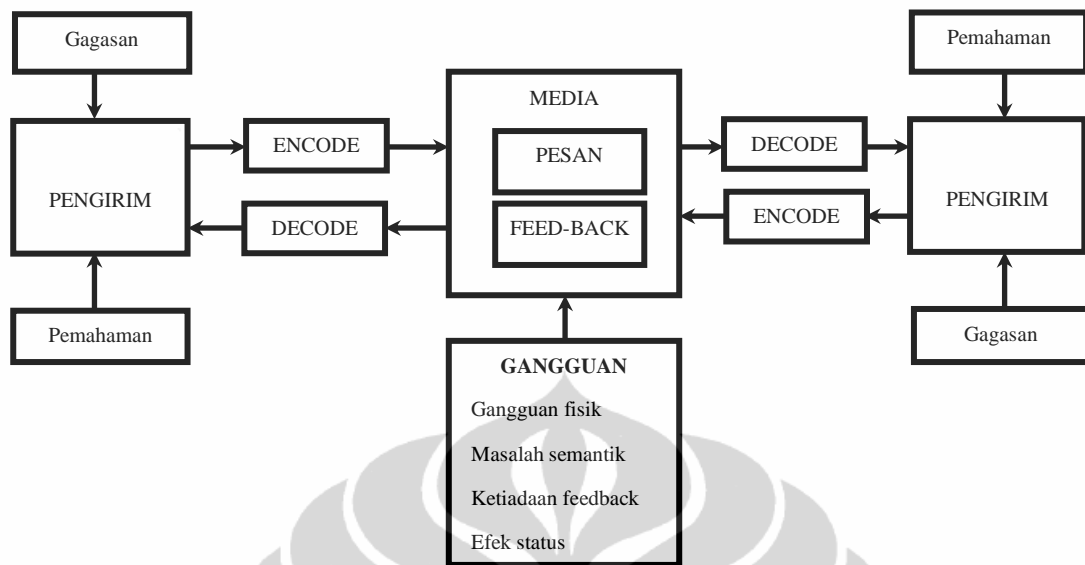 Gagasan
Pemahaman
MEDIA
PENGIRIM
ENCODE
PESAN
DECODE
PENGIRIM
DECODE
FEED-BACK
ENCODE
Pemahaman
Gagasan
GANGGUAN
Gangguan fisik
Masalah semantik
Ketiadaan feedback
Efek status